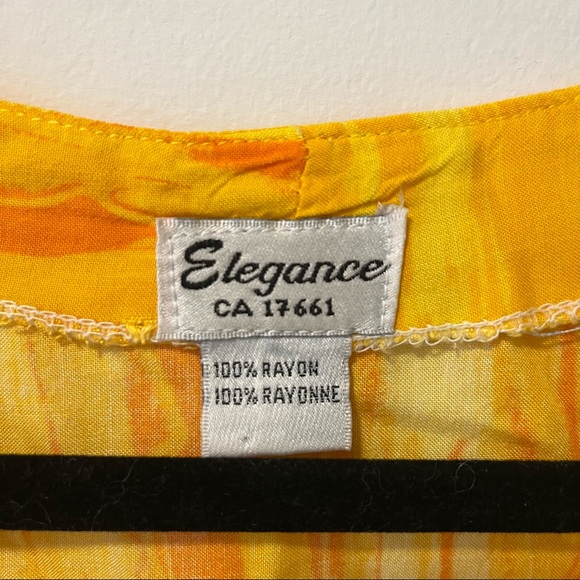 Elegance
CA 17661
100% RAYON
100% RAYONNE